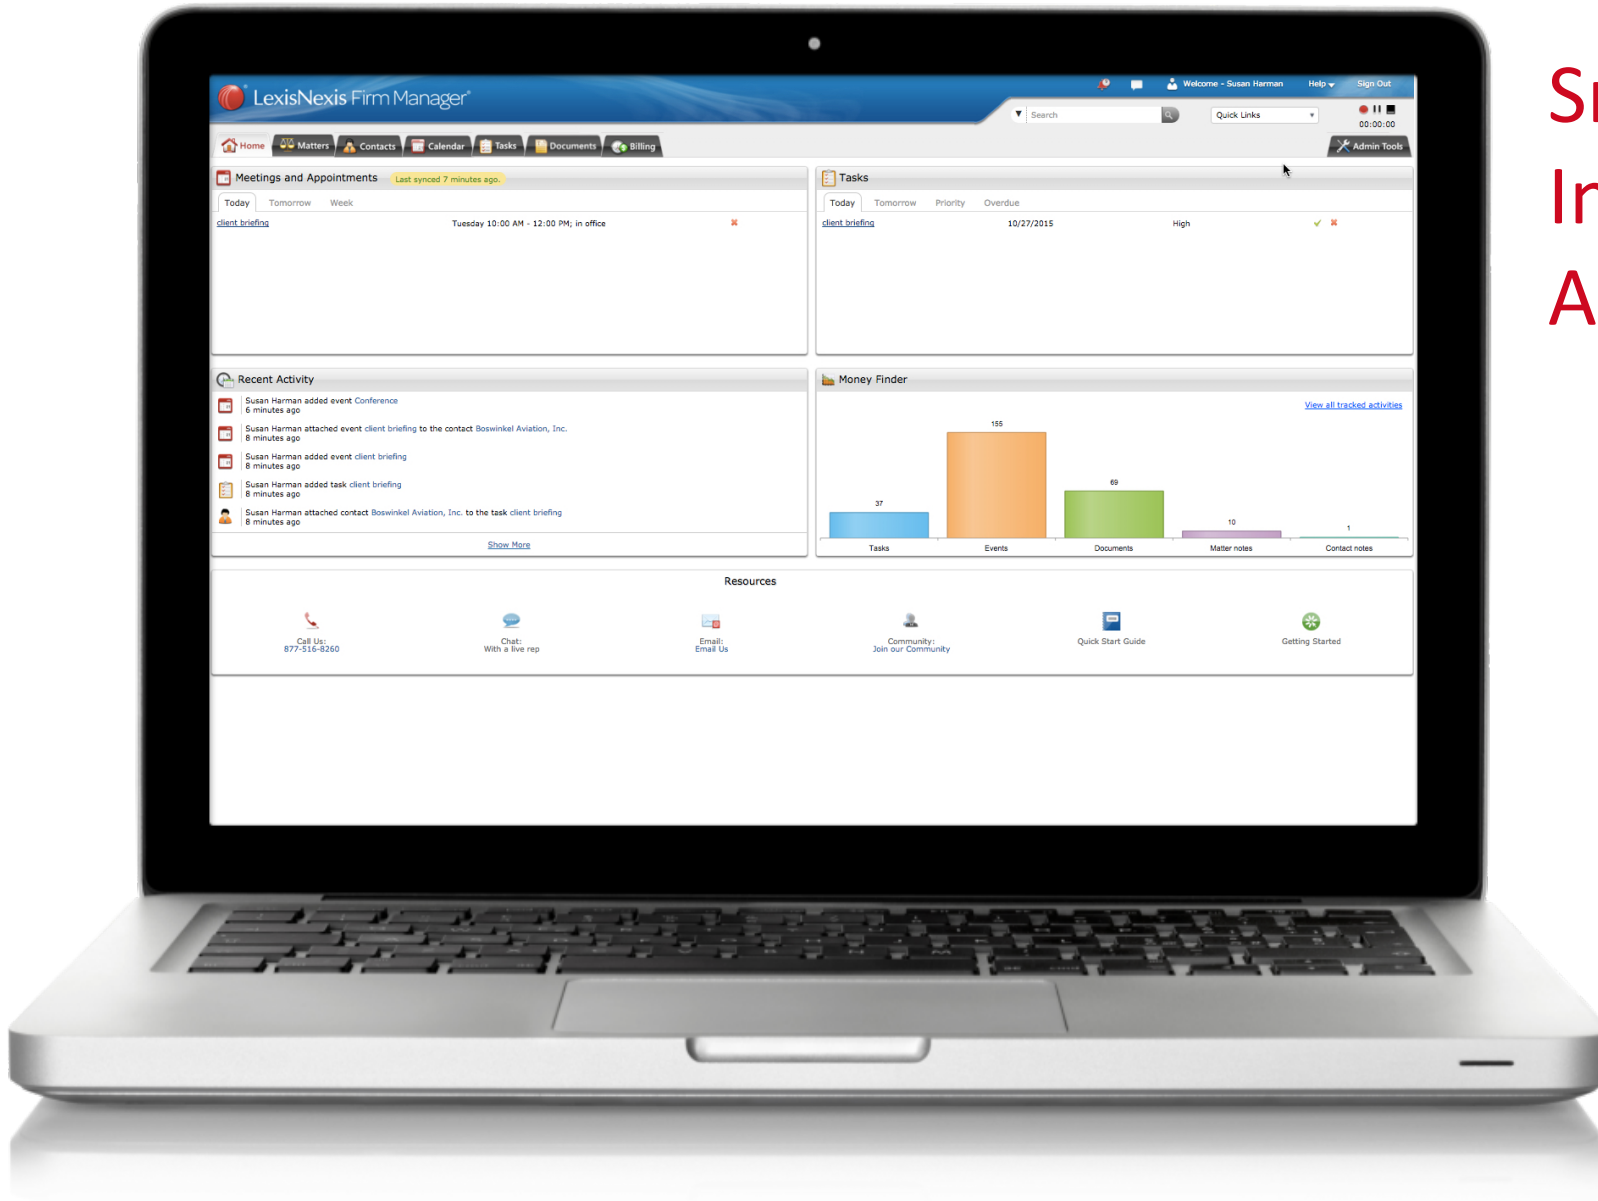 LexisNexis Firm Manager®
Welcome - Susan Harman
Help
Sign Out
Search
Quick Links
00:00:00
Home
Matters
Contacts
Calendar
Tasks
Documents
Billing
Admin Tools
Meetings and Appointments
Last synced 7 minutes ago.
Today Tomorrow Week
client briefing Tuesday 10:00 AM - 12:00 PM; in office
Tasks
Today Tomorrow Priority Overdue
client briefing 10/27/2015 High
Recent Activity
Susan Harman added event Conference
6 minutes ago
Susan Harman attached event client briefing to the contact Boswinkel Aviation, Inc.
8 minutes ago
Susan Harman added event client briefing
8 minutes ago
Susan Harman added task client briefing
8 minutes ago
Susan Harman attached contact Boswinkel Aviation, Inc. to the task client briefing
8 minutes ago
Show More
Money Finder
View all tracked activities
37
155
69
10
1
Tasks
Events
Documents
Matter notes
Contact notes
Resources
Call Us:
877-516-8260
Chat:
With a live rep
Email:
Email Us
Community:
Join our Community
Quick Start Guide
Getting Started
A